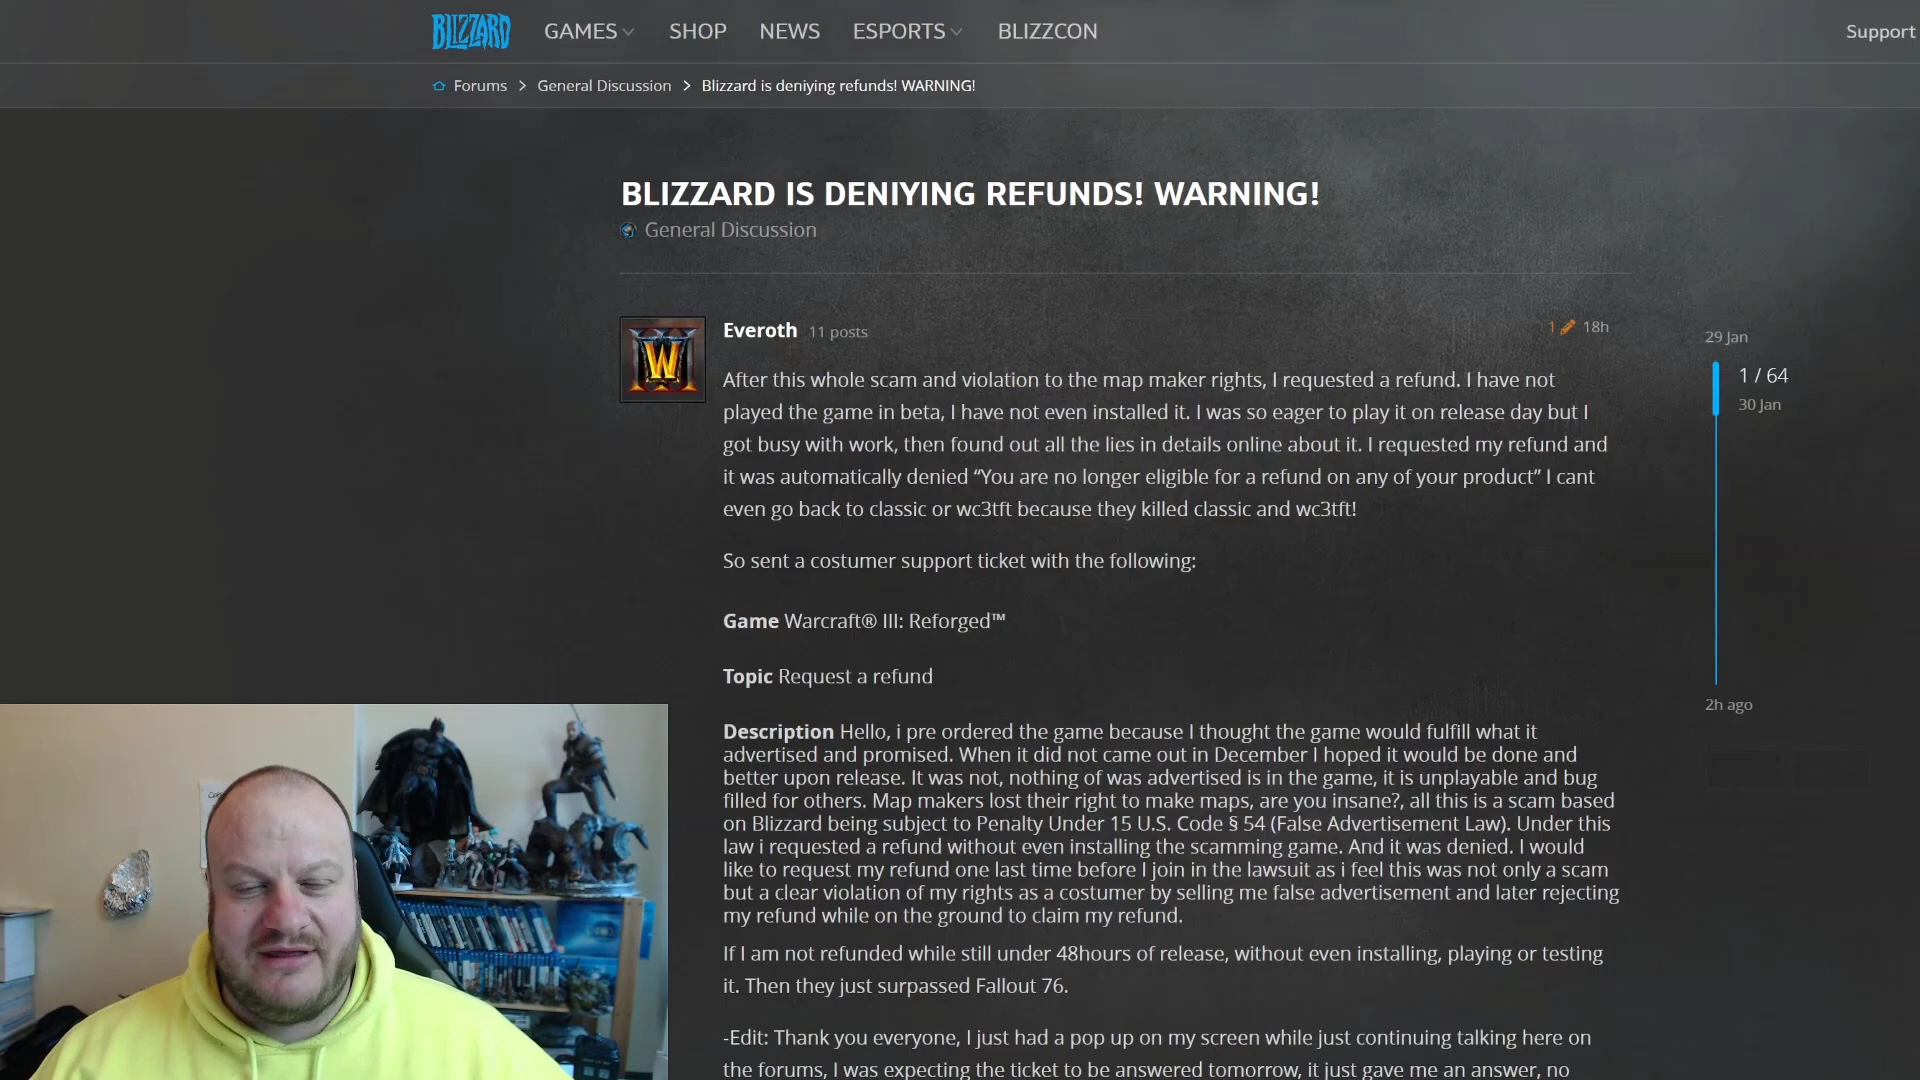 BLIZZARD GAMES SHOP NEWS ESPORTS BLIZZCON Support
Forums > General Discussion > Blizzard is deniying refunds! WARNING!
BLIZZARD IS DENIYING REFUNDS! WARNING!
General Discussion
Everoth 11 posts 1 18h
After this whole scam and violation to the map maker rights, I requested a refund. I have not
played the game in beta, I have not even installed it. I was so eager to play it on release day but I
got busy with work, then found out all the lies in details online about it. I requested my refund and
it was automatically denied “You are no longer eligible for a refund on any of your product” I cant
even go back to classic or wc3tft because they killed classic and wc3tft!
So sent a costumer support ticket with the following:
Game Warcraft® III: Reforged™
Topic Request a refund
Description Hello, i pre ordered the game because I thought the game would fulfill what it
advertised and promised. When it did not came out in December I hoped it would be done and
better upon release. It was not, nothing of was advertised is in the game, it is unplayable and bug
filled for others. Map makers lost their right to make maps, are you insane?, all this is a scam based
on Blizzard being subject to Penalty Under 15 U.S. Code § 54 (False Advertisement Law). Under this
law i requested a refund without even installing the scamming game. And it was denied. I would
like to request my refund one last time before I join in the lawsuit as i feel this was not only a scam
but a clear violation of my rights as a costumer by selling me false advertisement and later rejecting
my refund while on the ground to claim my refund.
If I am not refunded while still under 48hours of release, without even installing, playing or testing
it. Then they just surpassed Fallout 76.
-Edit: Thank you everyone, I just had a pop up on my screen while just continuing talking here on
the forums, I was expecting the ticket to be answered tomorrow, it just gave me an answer, no
29 Jan
1 / 64
30 Jan
2h ago